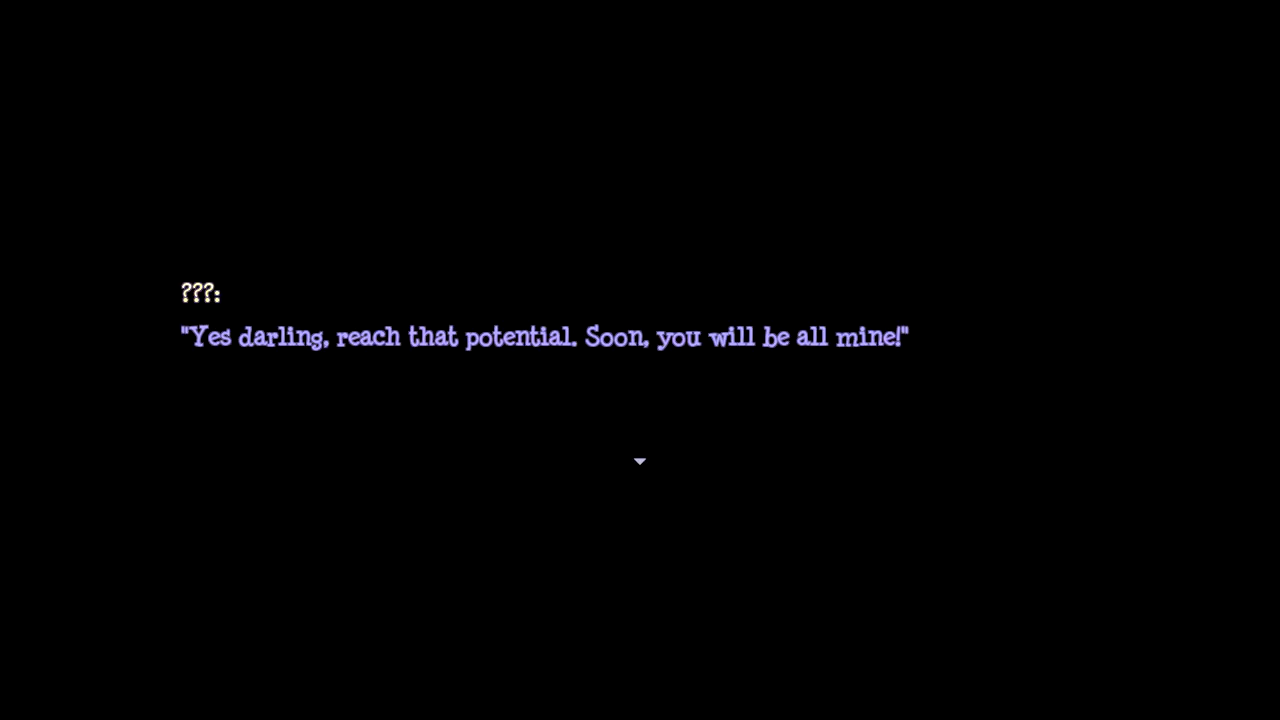 ???:
"Yes darling, reach that potential. Soon, you will be all mine!"